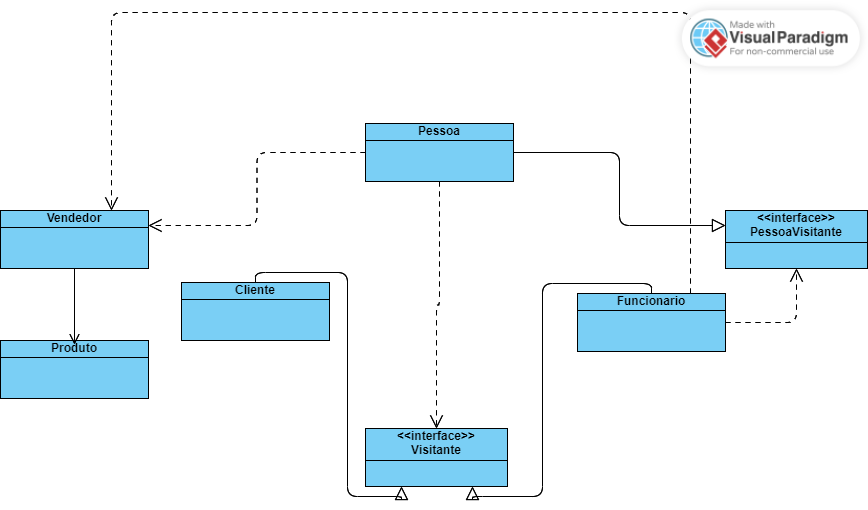 Made with
Visual Paradigm
For non-commercial use
Pessoa
Vendedor
<<interface>>
PessoaVisitante
Cliente
Funcionario
Produto
<<interface>>
Visitante